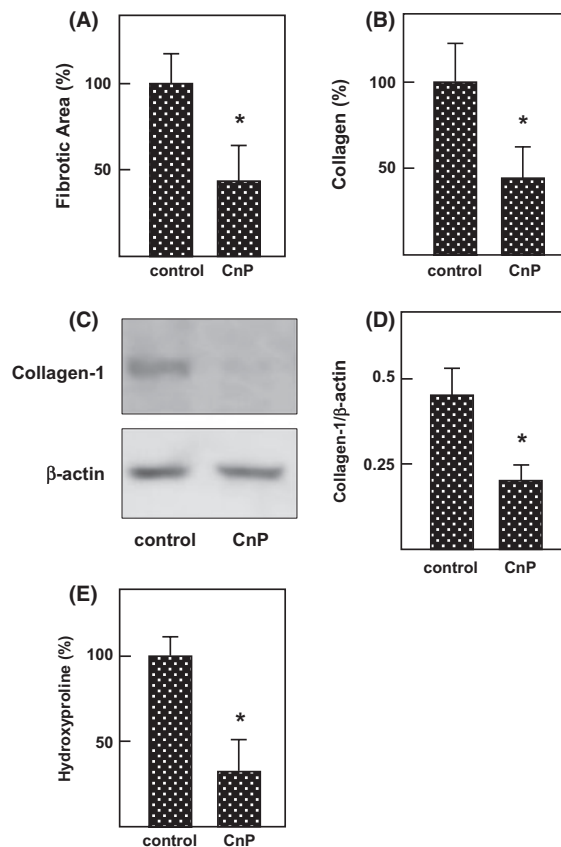 (A)
Fibrotic Area (%)
100
50
*
control CnP
(B)
Collagen (%)
100
50
*
control CnP
(C)
Collagen-1
β-actin
control CnP
(D)
Collagen-1/β-actin
0.5
0.25
*
control CnP
(E)
Hydroxyproline (%)
100
50
*
control CnP